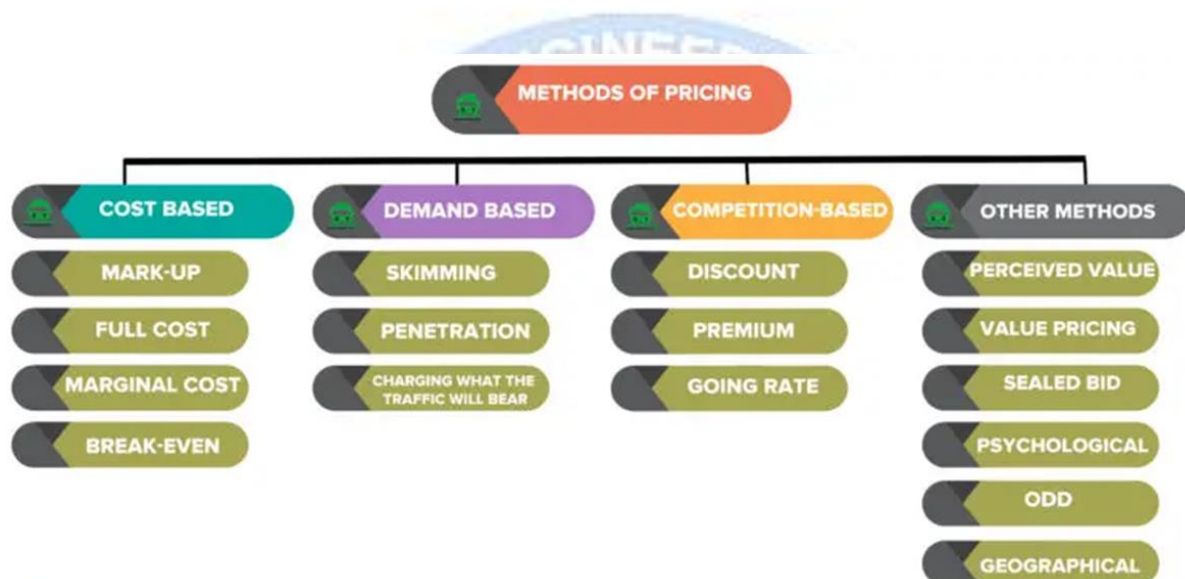 METHODS OF PRICING
COST BASED
MARK-UP
FULL COST
MARGINAL COST
BREAK-EVEN
DEMAND BASED
SKIMMING
PENETRATION
CHARGING WHAT THE
TRAFFIC WILL BEAR
COMPETITION-BASED
DISCOUNT
PREMIUM
GOING RATE
OTHER METHODS
PERCEIVED VALUE
VALUE PRICING
SEALED BID
PSYCHOLOGICAL
ODD
GEOGRAPHICAL